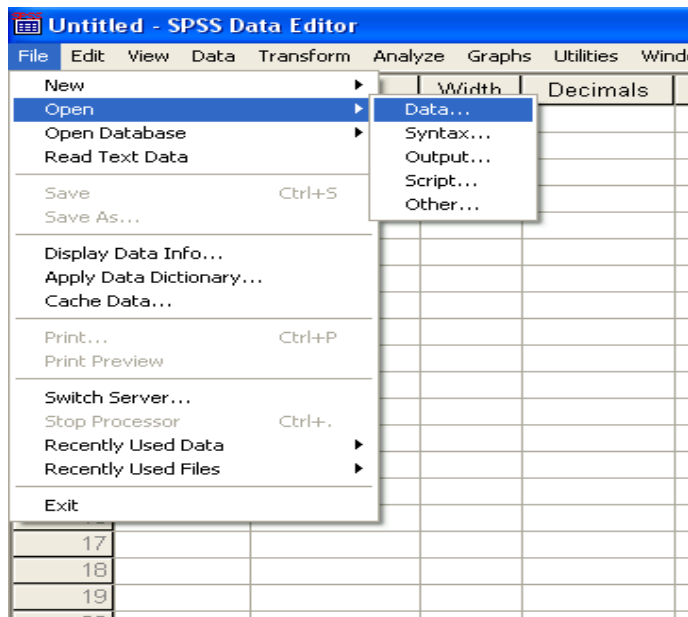 Untitled - SPSS Data Editor
File Edit View Data Transform Analyze Graphs Utilities
New
Width Decimals
Open
Data...
Open Database
Syntax...
Read Text Data
Output...
Script...
Save Ctrl+S
Other...
Save As...
Display Data Info...
Apply Data Dictionary...
Cache Data...
Print... Ctrl+P
Print Preview
Switch Server...
Stop Processor Ctrl+.
Recently Used Data
Recently Used Files
Exit
17
18
19